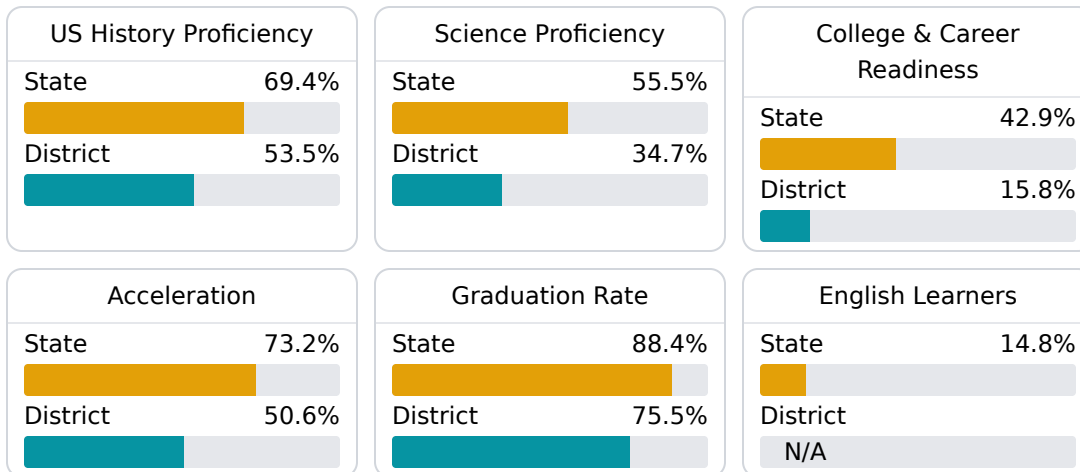 US History Proficiency
State 69.4%
District 53.5%
Science Proficiency
State 55.5%
District 34.7%
College & Career
Readiness
State 42.9%
District 15.8%
Acceleration
State 73.2%
District 50.6%
Graduation Rate
State 88.4%
District 75.5%
English Learners
State 14.8%
District
N/A